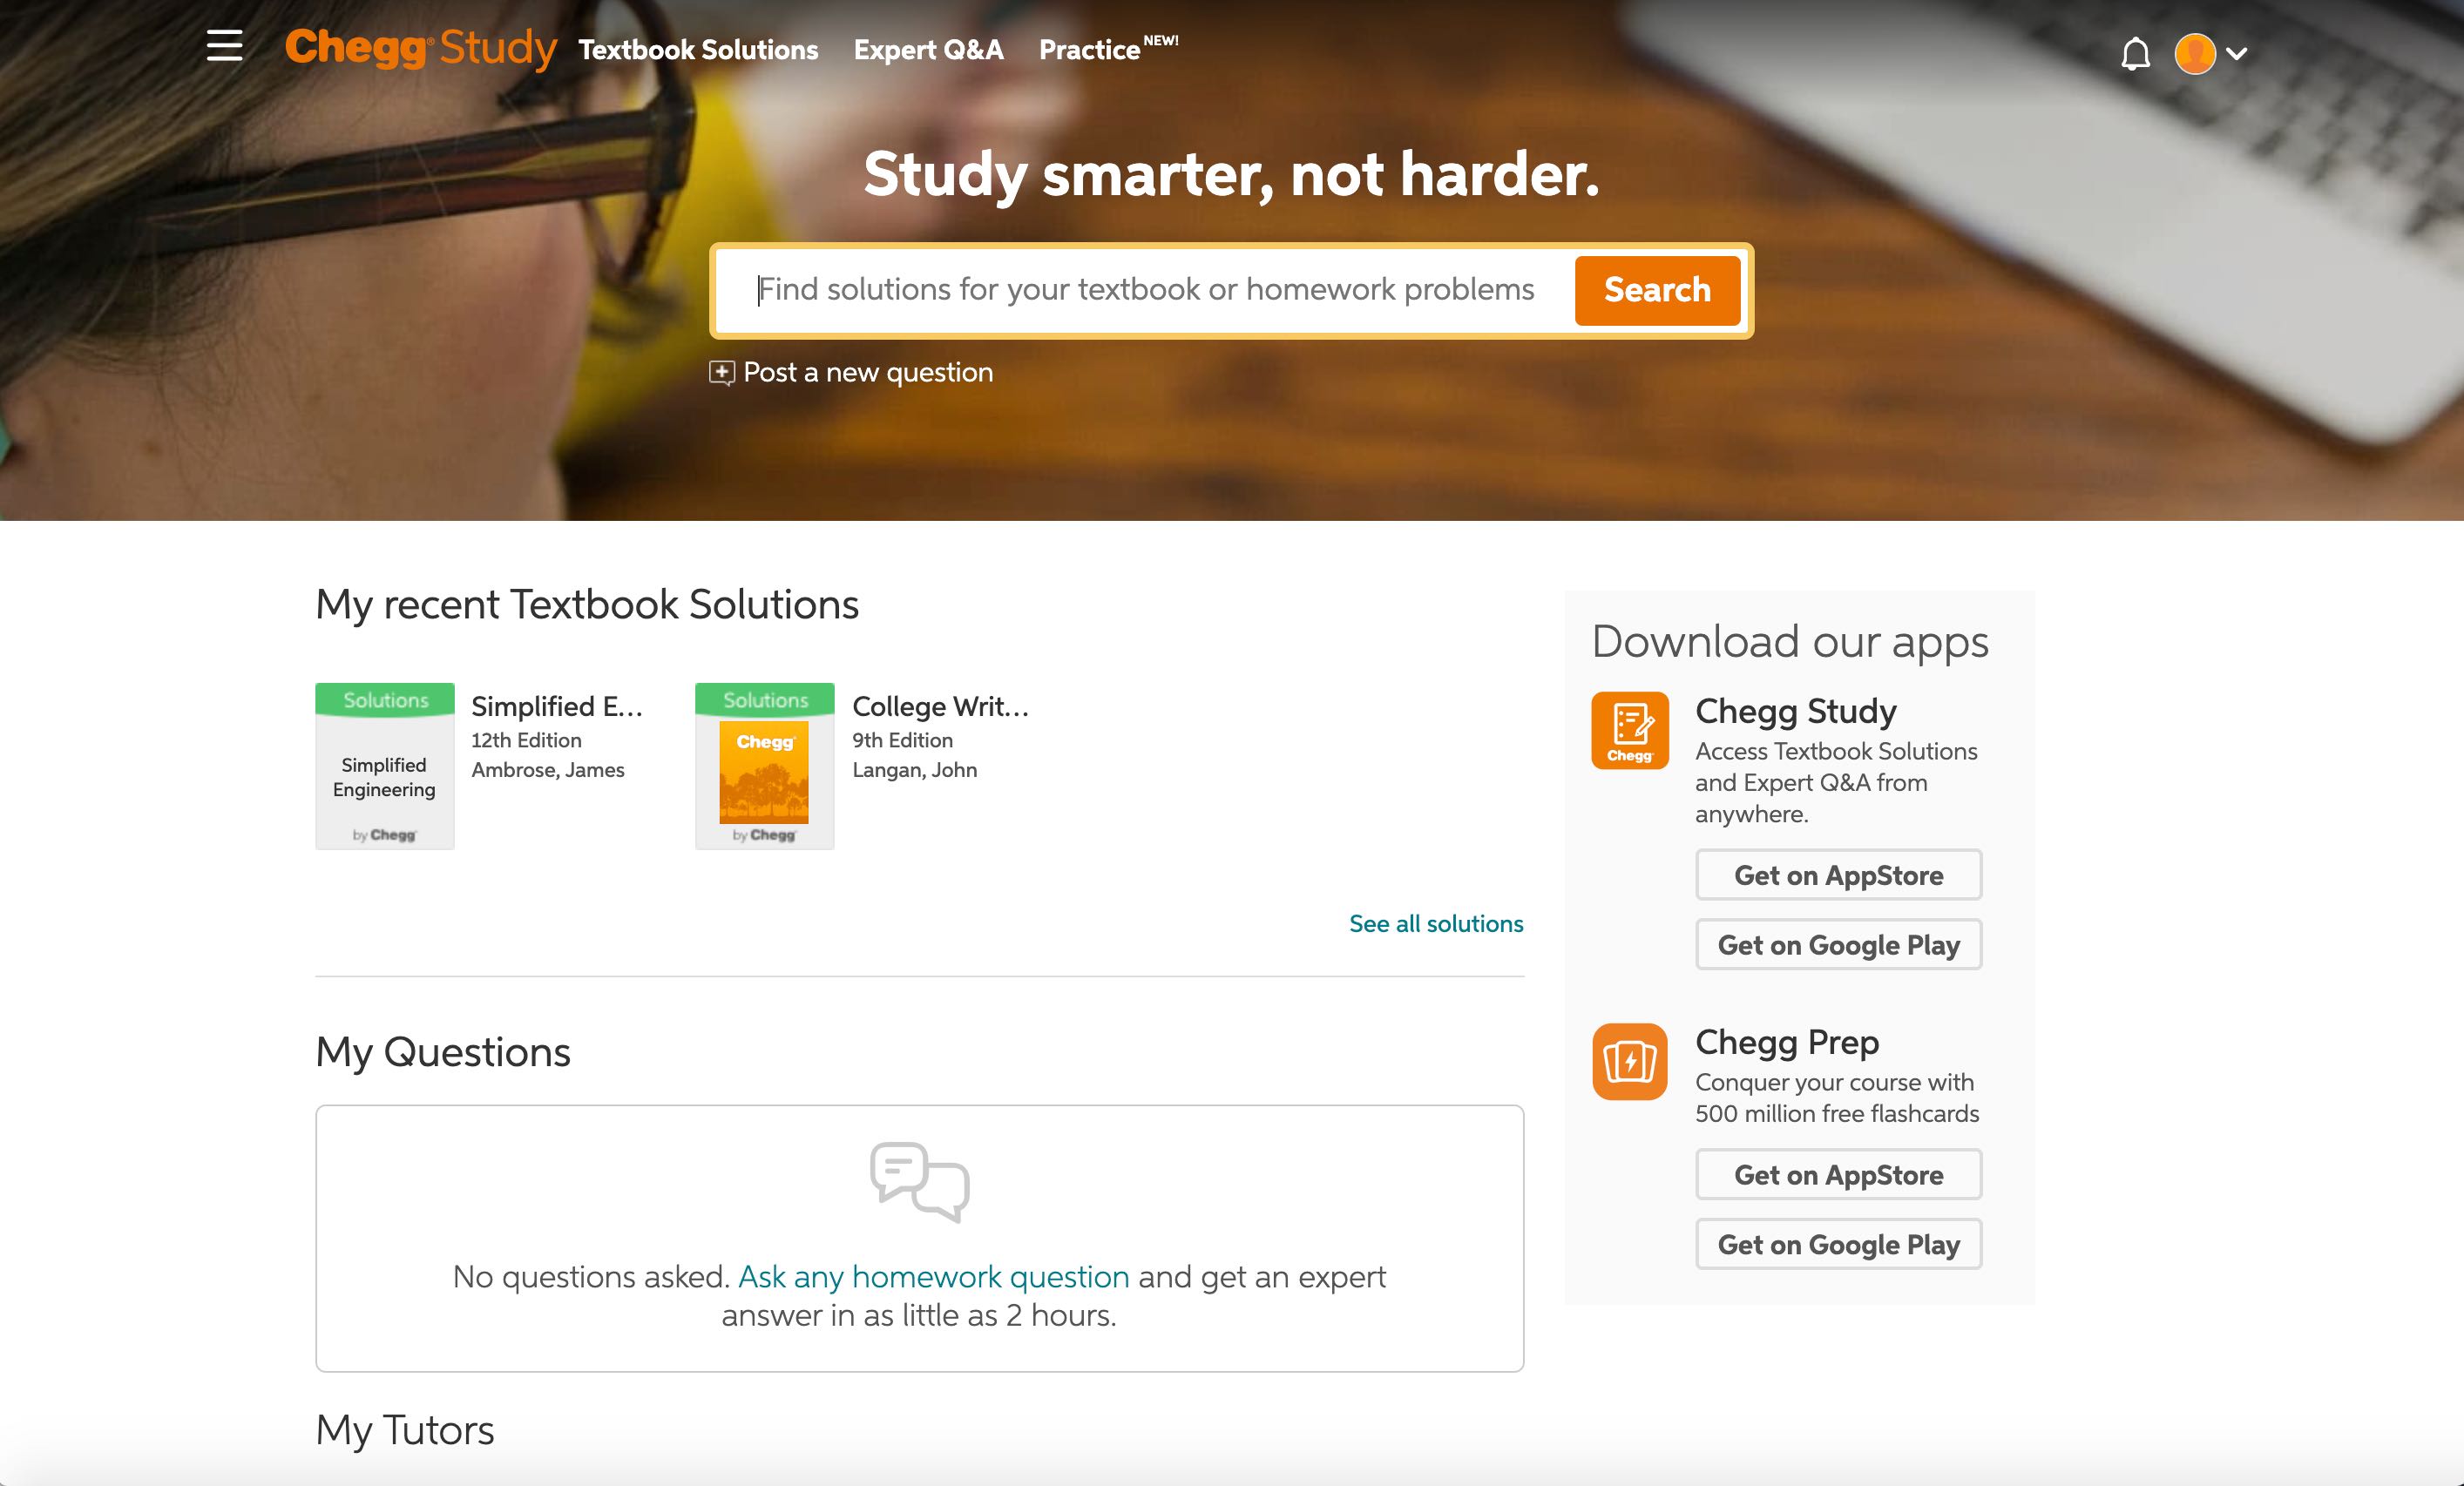 Chegg® Study
Textbook Solutions
Expert Q&A
Practice NEW!
Study smarter, not harder.
Find solutions for your textbook or homework problems
Search
Post a new question
My recent Textbook Solutions
Solutions
Simplified
Engineering
by Chegg
Simplified E...
12th Edition
Ambrose, James
Solutions
Chegg
by Chegg
College Writ...
9th Edition
Langan, John
See all solutions
My Questions
No questions asked. Ask any homework question and get an expert
answer in as little as 2 hours.
My Tutors
Download our apps
Chegg
Chegg Study
Access Textbook Solutions
and Expert Q&A from
anywhere.
Get on AppStore
Get on Google Play
Chegg Prep
Conquer your course with
500 million free flashcards
Get on AppStore
Get on Google Play